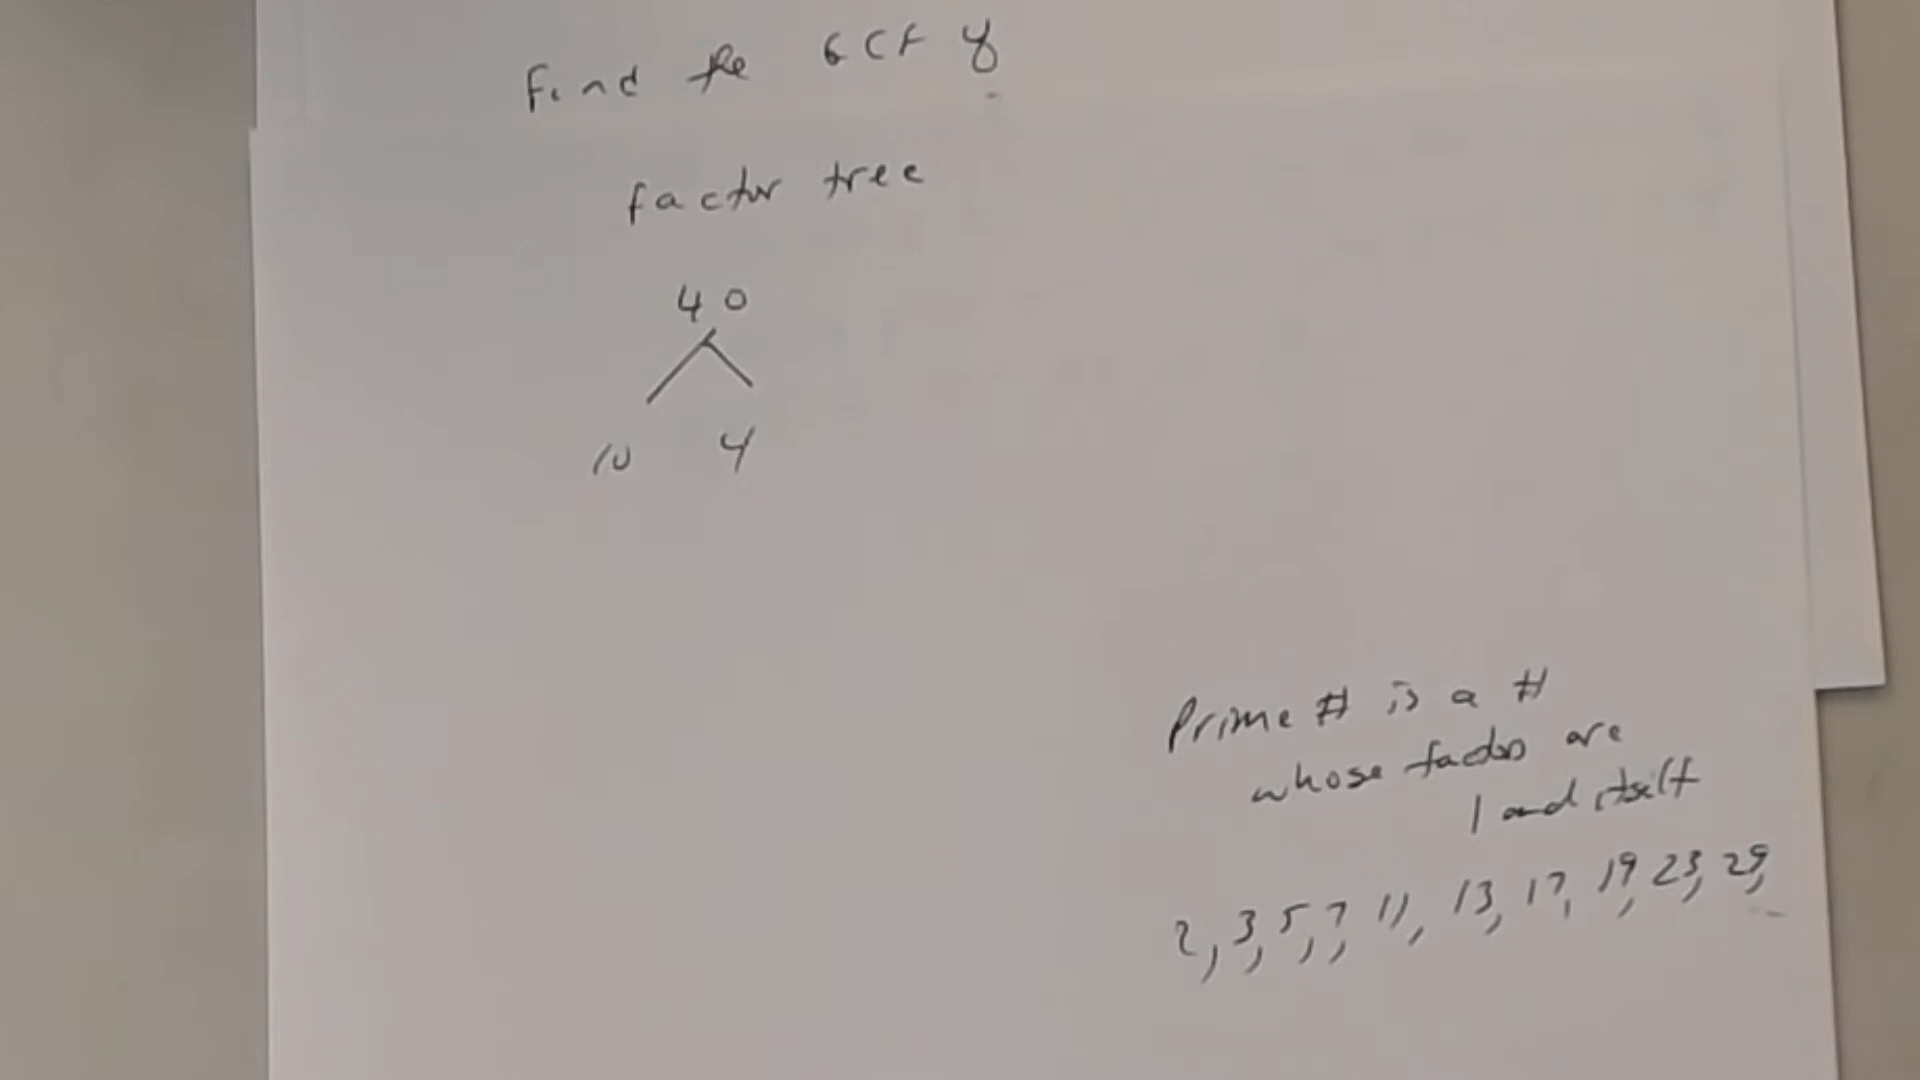 Find the GCF of
factor tree
40
10 4
Prime # is a #
whose factors are
1 and itself
2, 3, 5, 7, 11, 13, 17, 19, 23, 29,